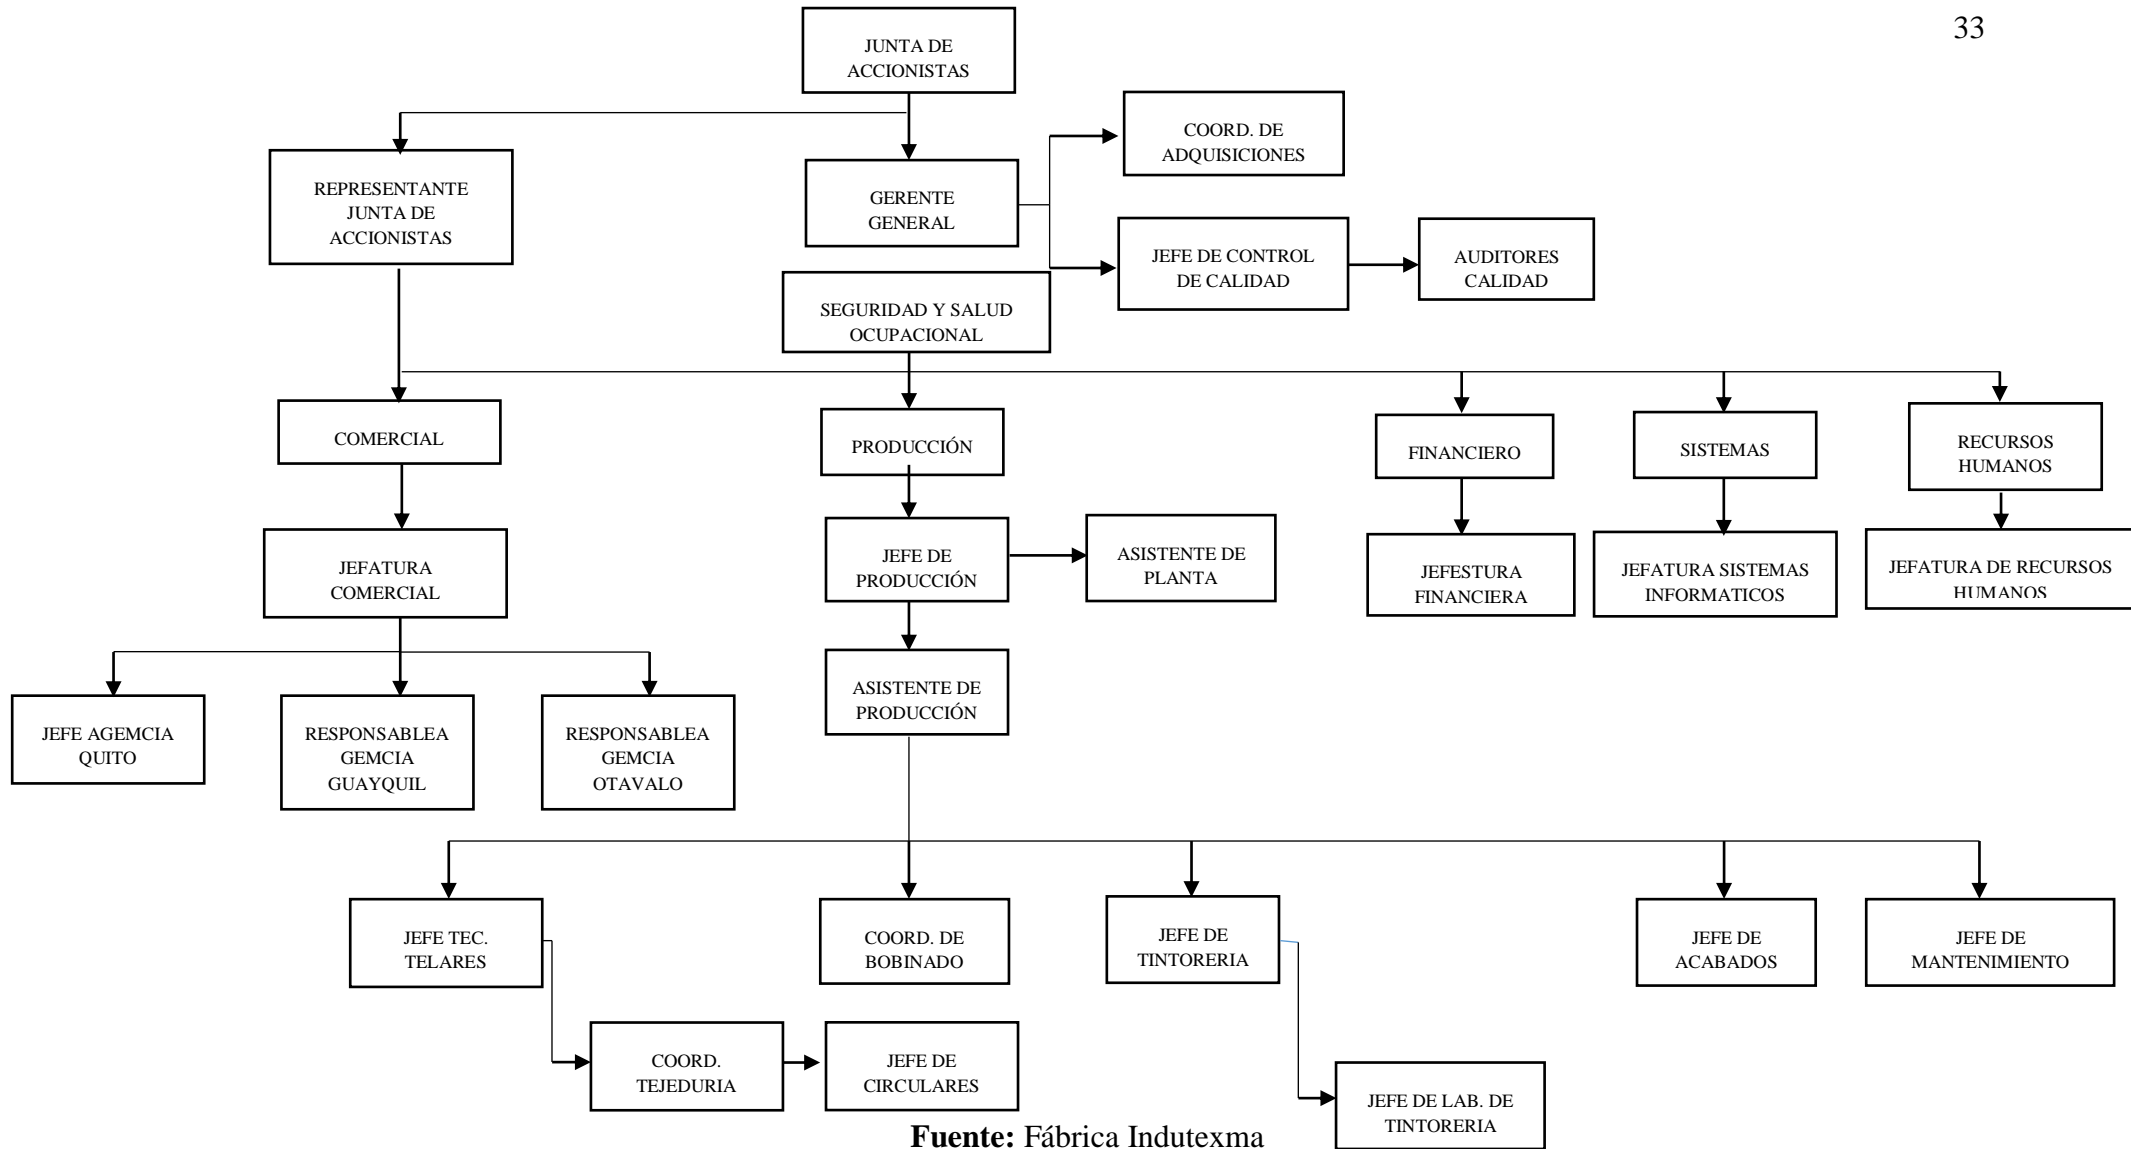 33
JUNTA DE
ACCIONISTAS
COORD. DE
ADQUISICIONES
REPRESENTANTE
JUNTA DE
ACCIONISTAS
GERENTE
GENERAL
JEFE DE CONTROL
DE CALIDAD
AUDITORES
CALIDAD
SEGURIDAD Y SALUD
OCUPACIONAL
COMERCIAL
PRODUCCIÓN
FINANCIERO
SISTEMAS
RECURSOS
HUMANOS
JEFATURA
COMERCIAL
JEFE DE
PRODUCCIÓN
ASISTENTE DE
PLANTA
JEFESTURA
FINANCIERA
JEFATURA SISTEMAS
INFORMATICOS
JEFATURA DE RECURSOS
HUMANOS
ASISTENTE DE
PRODUCCIÓN
JEFE AGEMCIA
QUITO
RESPONSABLEA
GEMCIA
GUAYQUIL
RESPONSABLEA
GEMCIA
OTAVALO
JEFE TEC.
TELARES
COORD. DE
BOBINADO
JEFE DE
TINTORERIA
JEFE DE
ACABADOS
JEFE DE
MANTENIMIENTO
COORD.
TEJEDURIA
JEFE DE
CIRCULARES
JEFE DE LAB. DE
TINTORERIA
Fuente: Fábrica Indutexma